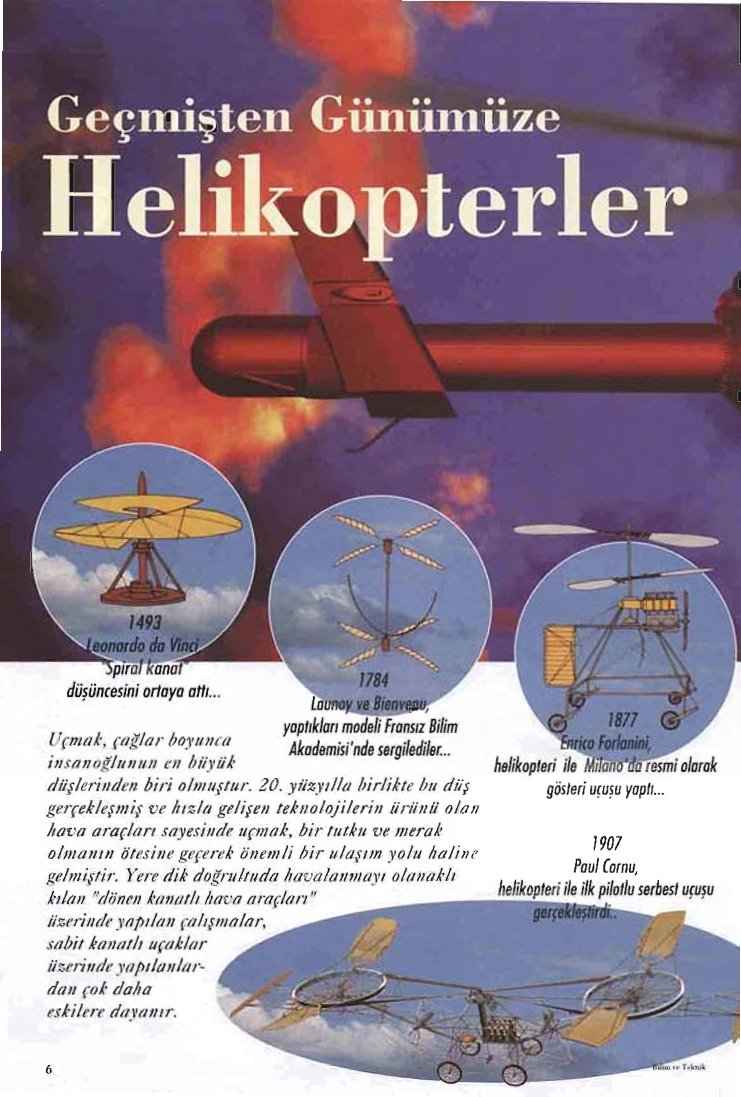 Geçmişten Günümüze
Helikopterler
1493
Leonardo da Vinci
"Spiral kanat"
düşüncesini ortaya attı...
1784
Launoy ve Bienvenu,
yaptıkları modeli Fransız Bilim
Akademisi'nde sergilediler...
1877
Enrico Forlanini,
helikopteri ile Milano'da resmi olarak
gösteri uçuşu yaptı...
1907
Paul Cornu,
helikopteri ile ilk pilotlu serbest uçuşu
gerçekleştirdi..
Uçmak, çağlar boyunca
insanoğlunun en büyük
düşlerinden biri olmuştur. 20. yüzyılla birlikte bu düş
gerçekleşmiş ve hızla gelişen teknolojilerin ürünü olan
hava araçları sayesinde uçmak, bir tutku ve merak
olmanın ötesine geçerek önemli bir ulaşım yolu haline
gelmiştir. Yere dik doğrultuda havalanmayı olanaklı
kılan "dönen kanatlı hava araçları"
üzerinde yapılan çalışmalar,
sabit kanatlı uçaklar
üzerinde yapılanlar-
dan çok daha
eskilere dayanır.
6
Bilim ve Teknik